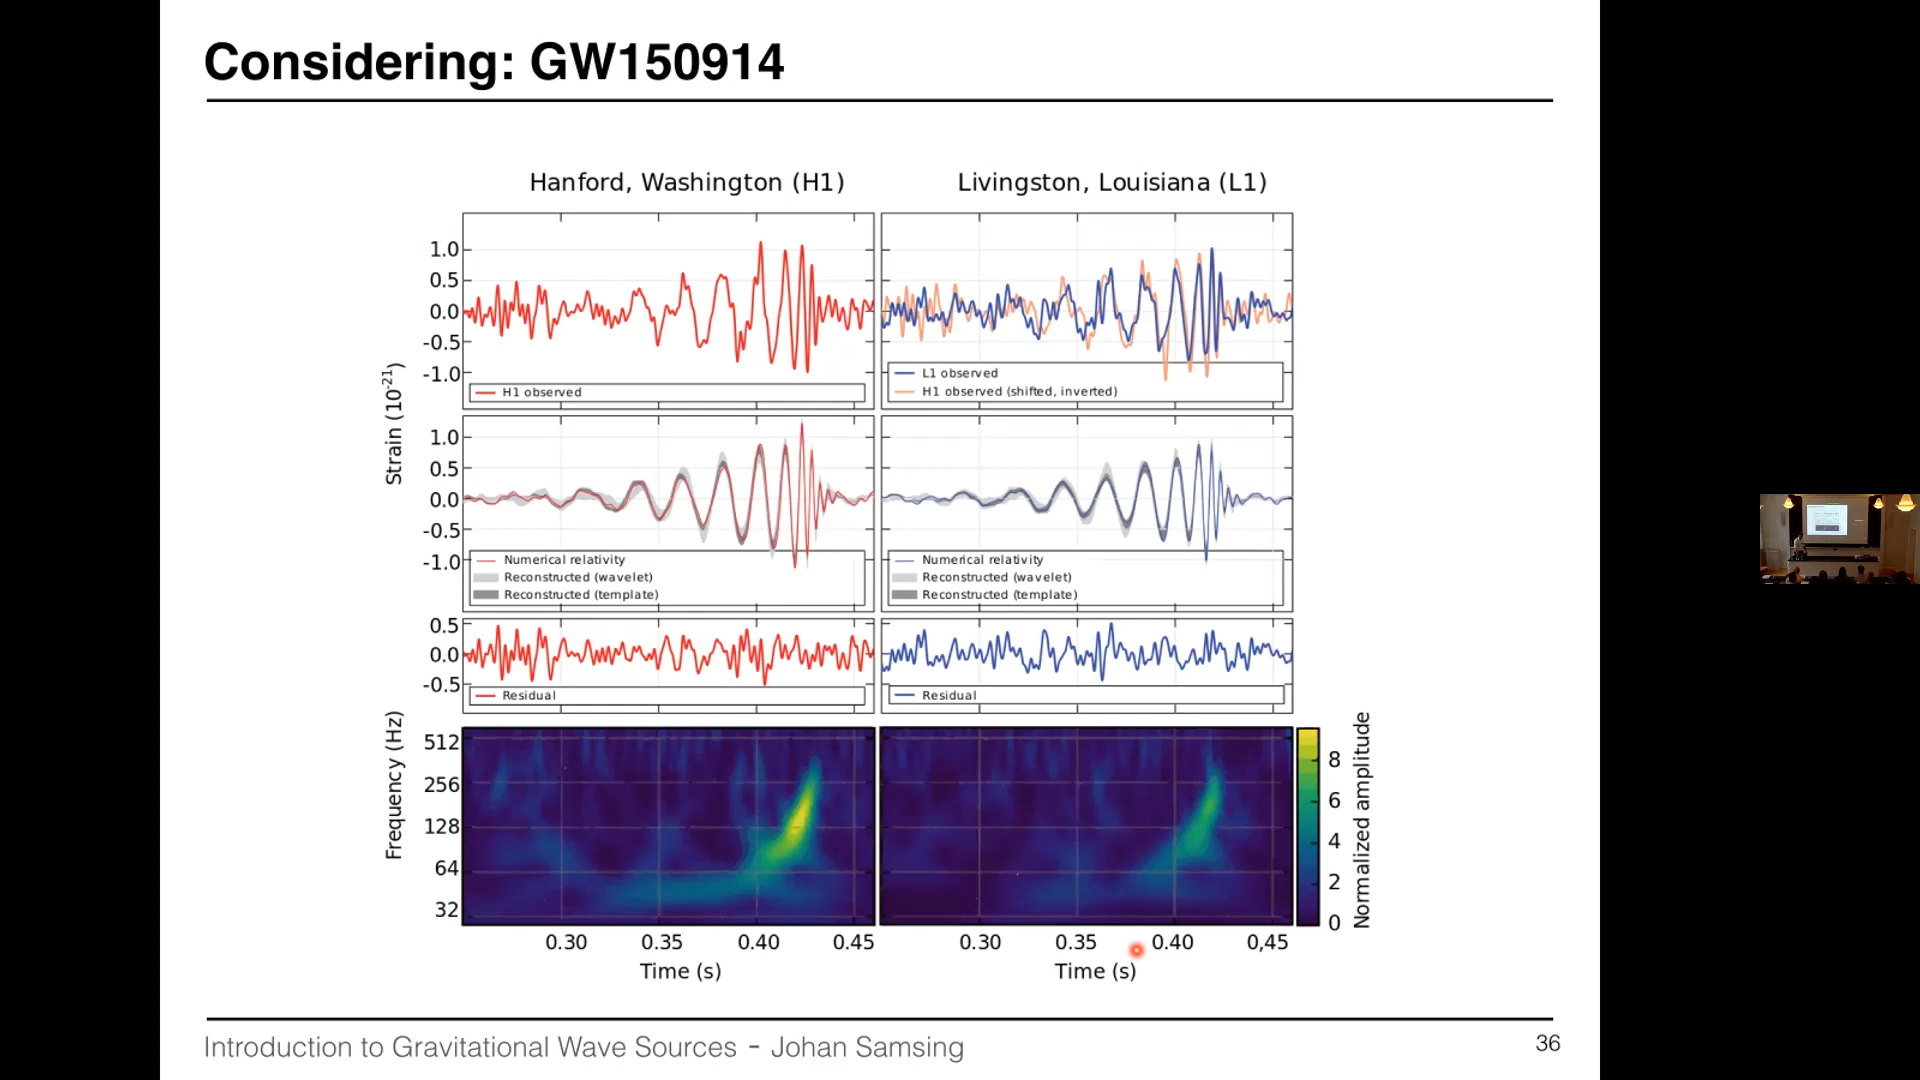 Considering: GW150914
Hanford, Washington (H1)
Livingston, Louisiana (L1)
Strain (10⁻²¹)
1.0
0.5
0.0
-0.5
-1.0
H1 observed
L1 observed
H1 observed (shifted, inverted)
1.0
0.5
0.0
-0.5
-1.0
Numerical relativity
Reconstructed (wavelet)
Reconstructed (template)
Numerical relativity
Reconstructed (wavelet)
Reconstructed (template)
0.5
0.0
-0.5
Residual
Residual
Frequency (Hz)
512
256
128
64
32
8
6
4
2
0
Normalized amplitude
0.30 0.35 0.40 0.45
0.30 0.35 0.40 0,45
Time (s)
Time (s)
Introduction to Gravitational Wave Sources - Johan Samsing
36